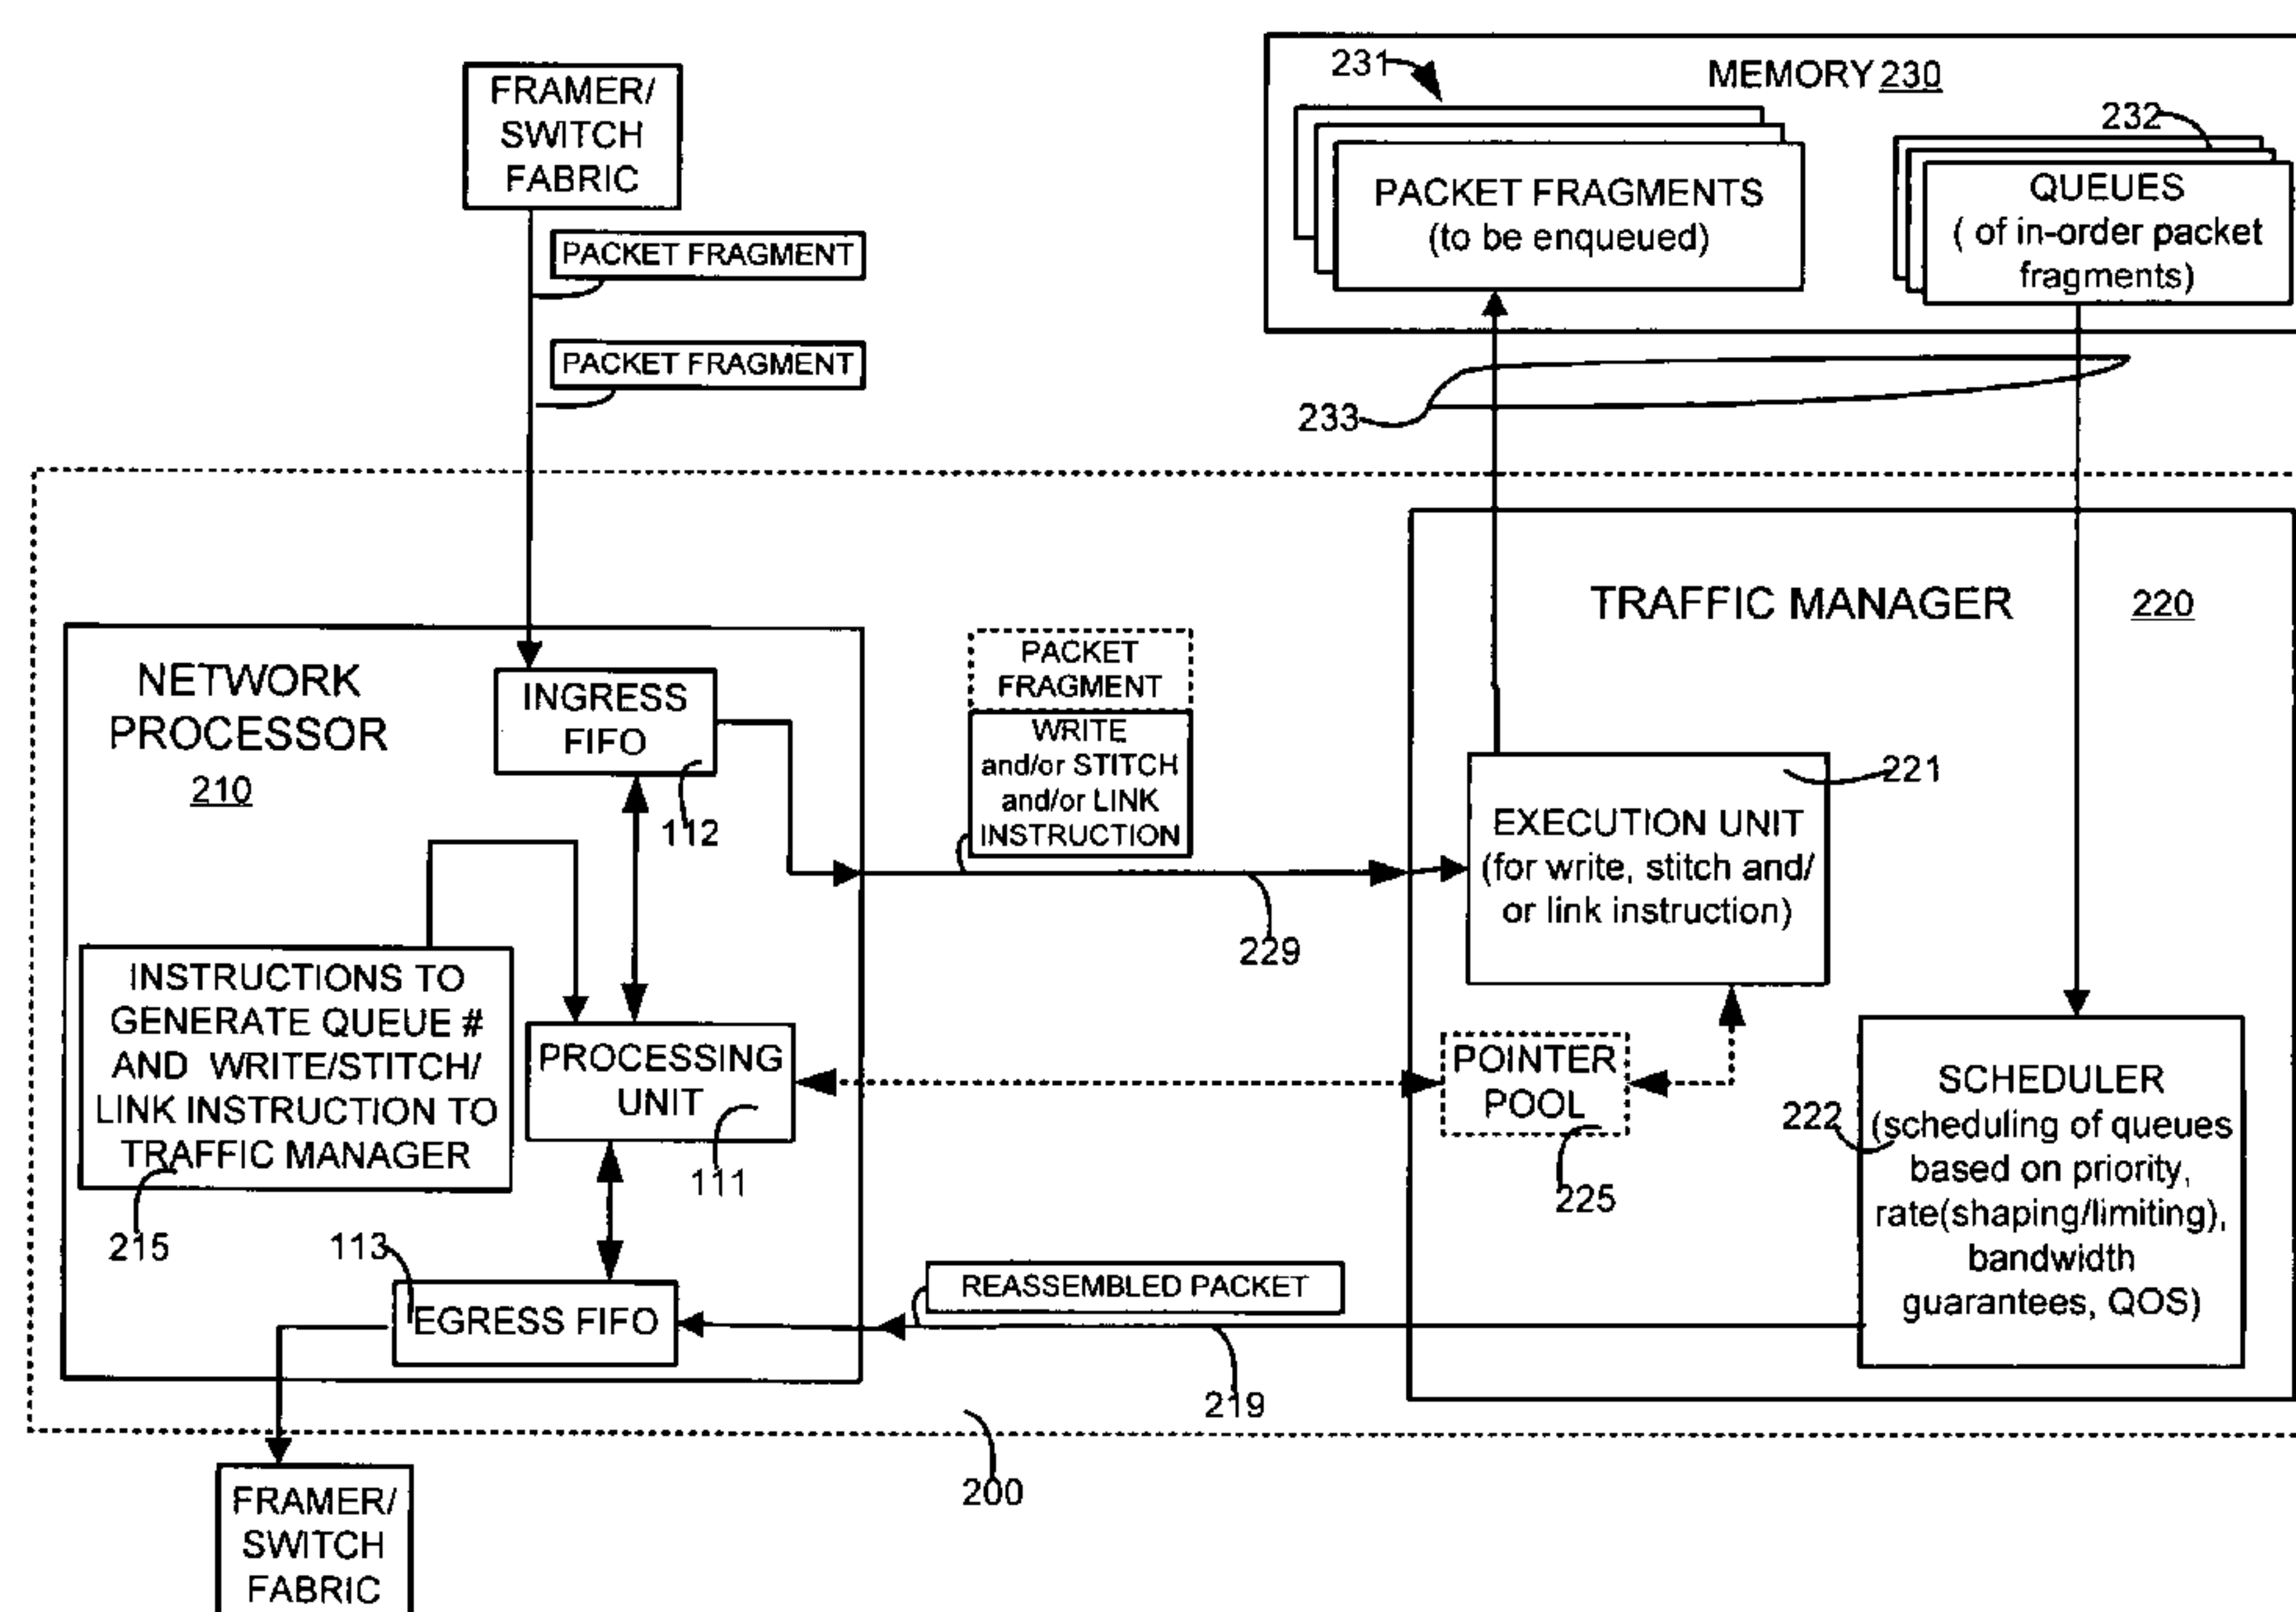 FRAMER/
SWITCH
FABRIC
PACKET FRAGMENT
PACKET FRAGMENT
231
MEMORY 230
232
PACKET FRAGMENTS
(to be enqueued)
QUEUES
( of in-order packet
fragments)
233
NETWORK
PROCESSOR
210
INGRESS
FIFO
112
PACKET
FRAGMENT
WRITE
and/or STITCH
and/or LINK
INSTRUCTION
229
TRAFFIC MANAGER 220
221
EXECUTION UNIT
(for write, stitch and/
or link instruction)
INSTRUCTIONS TO
GENERATE QUEUE #
AND WRITE/STITCH/
LINK INSTRUCTION TO
TRAFFIC MANAGER
215
PROCESSING
UNIT
111
POINTER
POOL
225
222
SCHEDULER
(scheduling of queues
based on priority,
rate(shaping/limiting),
bandwidth
guarantees, QOS)
113
EGRESS FIFO
REASSEMBLED PACKET
219
200
FRAMER/
SWITCH
FABRIC